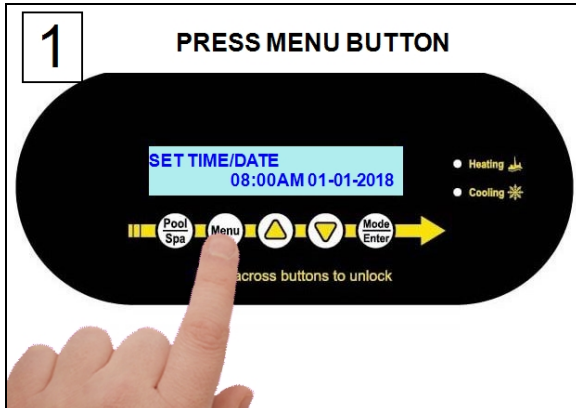 1
PRESS MENU BUTTON
SET TIME/DATE
08:00AM 01-01-2018
Heating
Cooling
Pool
Spa
Menu
Mode
Enter
across buttons to unlock